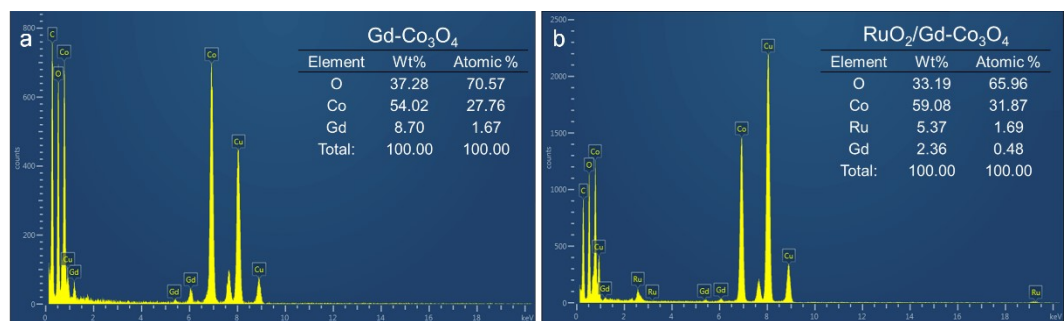 a
Gd-Co₃O₄
Element Wt% Atomic %
O 37.28 70.57
Co 54.02 27.76
Gd 8.70 1.67
Total: 100.00 100.00
800
600
400
200
0
counts
C
O
Co
Cu
Gd
Gd
Gd
Co
Cu
Cu
0 2 4 6 8 10 12 14 16 18 keV
b
RuO₂/Gd-Co₃O₄
Element Wt% Atomic %
O 33.19 65.96
Co 59.08 31.87
Ru 5.37 1.69
Gd 2.36 0.48
Total: 100.00 100.00
2500
2000
1500
1000
500
0
counts
C
O
Co
Cu
Gd
Ru
Ru
Gd
Gd
Co
Cu
Cu
Ru
0 2 4 6 8 10 12 14 16 18 keV